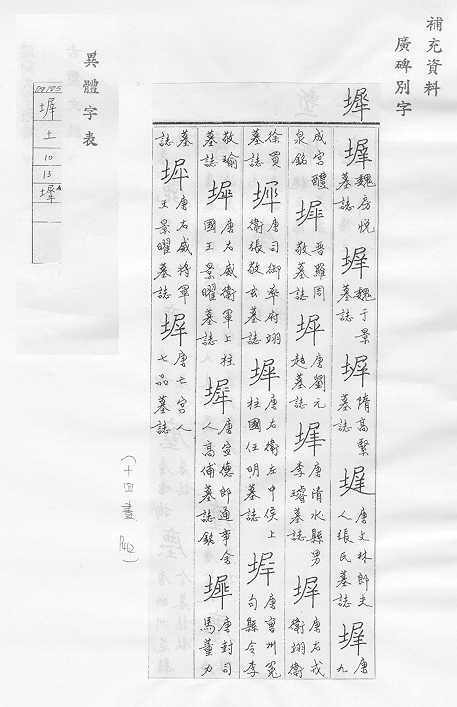 補充資料
廣碑別字
墀
墀 魏房悅墓誌 墀 魏于景墓誌 墀 隋高緊墓誌 墀 唐文林郎夫人張氏墓誌 墀 唐九
成宮醴泉銘 墀 晉羅周敬墓誌 墀 唐劉元超墓誌 墀 唐清水縣男李璿墓誌 墀 唐右戎衛翊衛
徐買墓誌 墀 唐司御率府翊衛張敬玄墓誌 墀 唐右衛左中侯上柱國任明墓誌 墀 唐曹州冤句縣令李
敬瑜墓誌 墀 唐右威衛軍上柱國王景曜墓誌 墀 唐宣德郎通事舍人高備墓誌銘 墀 唐封司馬董力
墓誌 墀 唐右威將軍王景曜墓誌 墀 唐七宮人七品墓誌
(十四畫 P42)
異體字表
墀
土
10
13
墀